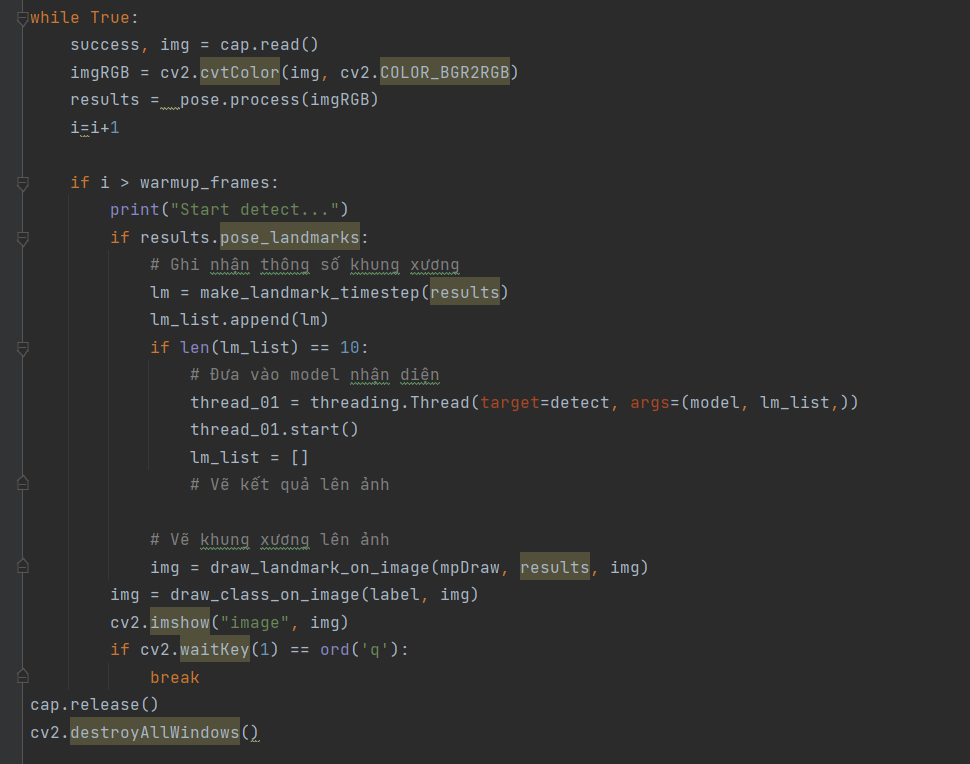 while True:
    success, img = cap.read()
    imgRGB = cv2.cvtColor(img, cv2.COLOR_BGR2RGB)
    results =  pose.process(imgRGB)
    i=i+1

    if i > warmup_frames:
        print("Start detect...")
        if results.pose_landmarks:
            # Ghi nhận thông số khung xương
            lm = make_landmark_timestep(results)
            lm_list.append(lm)
            if len(lm_list) == 10:
                # Đưa vào model nhận diện
                thread_01 = threading.Thread(target=detect, args=(model, lm_list,))
                thread_01.start()
                lm_list = []
                # Vẽ kết quả lên ảnh

            # Vẽ khung xương lên ảnh
            img = draw_landmark_on_image(mpDraw, results, img)
        img = draw_class_on_image(label, img)
        cv2.imshow("image", img)
        if cv2.waitKey(1) == ord('q'):
            break
cap.release()
cv2.destroyAllWindows()